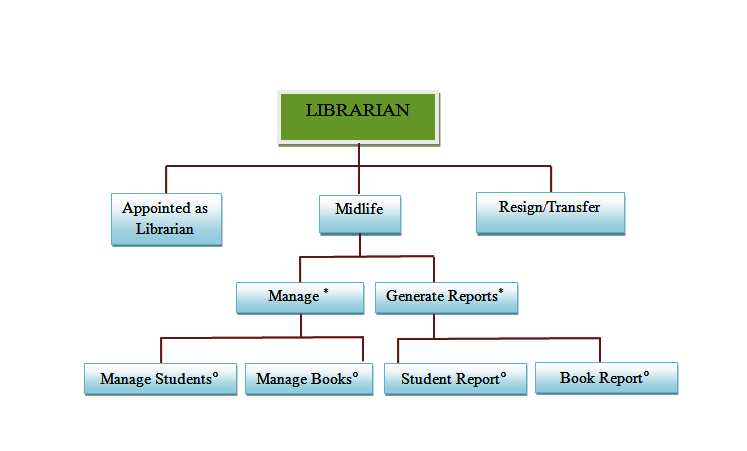 LIBRARIAN
Appointed as
Librarian
Midlife
Resign/Transfer
Manage *
Generate Reports*
Manage Students°
Manage Books°
Student Report°
Book Report°